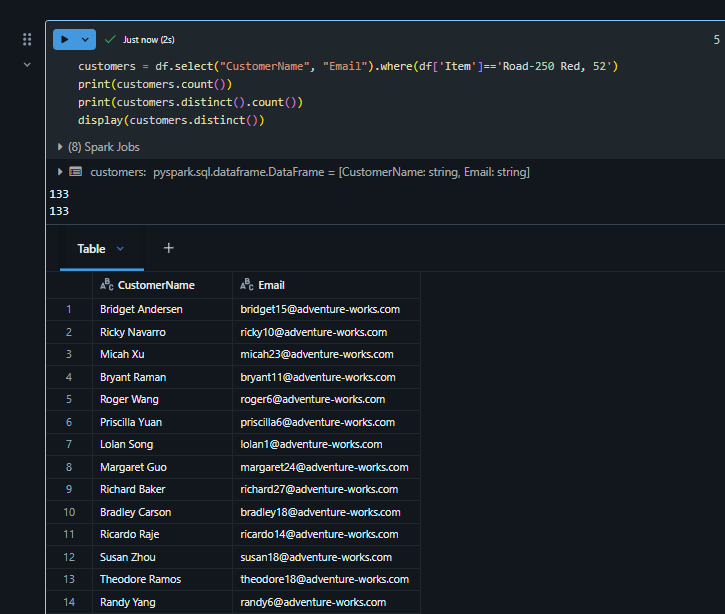 Just now (2s)
5
customers = df.select("CustomerName", "Email").where(df['Item']=='Road-250 Red, 52')
print(customers.count())
print(customers.distinct().count())
display(customers.distinct())
(8) Spark Jobs
customers: pyspark.sql.dataframe.DataFrame = [CustomerName: string, Email: string]
133
133
Table
ABC CustomerName ABC Email
1 Bridget Andersen bridget15@adventure-works.com
2 Ricky Navarro ricky10@adventure-works.com
3 Micah Xu micah23@adventure-works.com
4 Bryant Raman bryant11@adventure-works.com
5 Roger Wang roger6@adventure-works.com
6 Priscilla Yuan priscilla6@adventure-works.com
7 Lolan Song lolan1@adventure-works.com
8 Margaret Guo margaret24@adventure-works.com
9 Richard Baker richard27@adventure-works.com
10 Bradley Carson bradley18@adventure-works.com
11 Ricardo Raje ricardo14@adventure-works.com
12 Susan Zhou susan18@adventure-works.com
13 Theodore Ramos theodore18@adventure-works.com
14 Randy Yang randy6@adventure-works.com